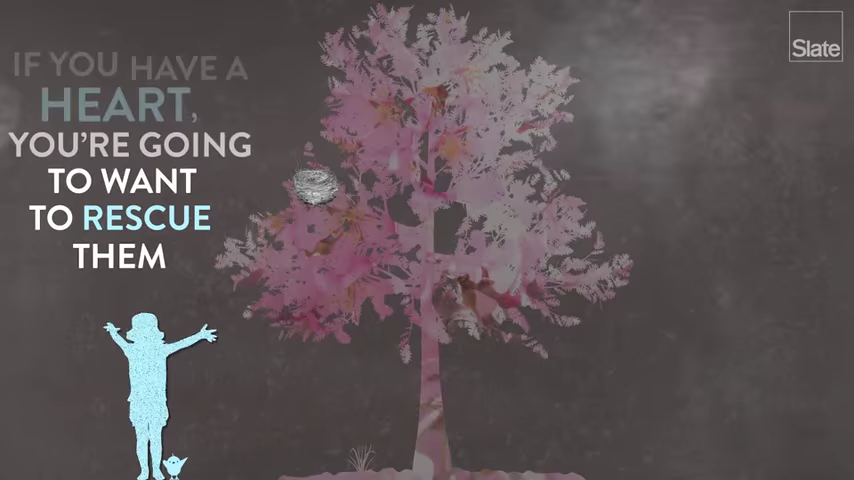 Slate
IF YOU HAVE A
HEART,
YOU'RE GOING
TO WANT
TO RESCUE
THEM